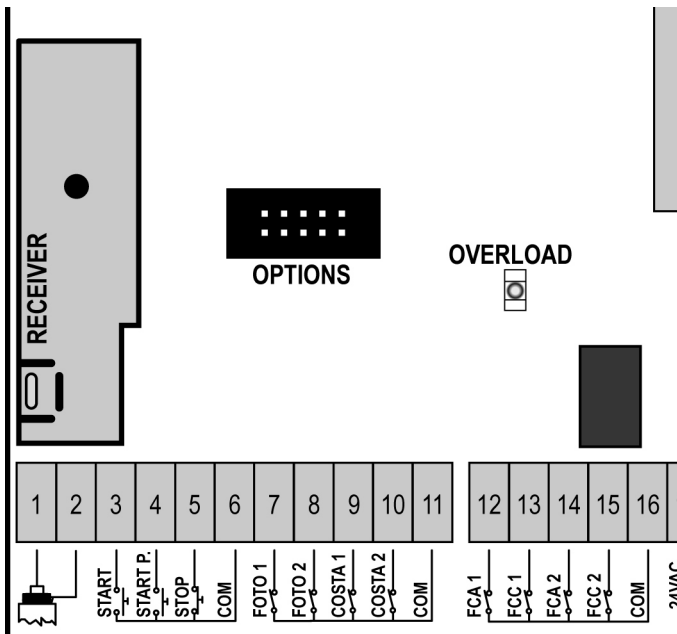 RECEIVER
OPTIONS
OVERLOAD
1 2 3 4 5 6 7 8 9 10 11 12 13 14 15 16
START
START P.
STOP
COM
FOTO 1
FOTO 2
COSTA 1
COSTA 2
COM
FCA 1
FCC 1
FCA 2
FCC 2
COM
24VAC